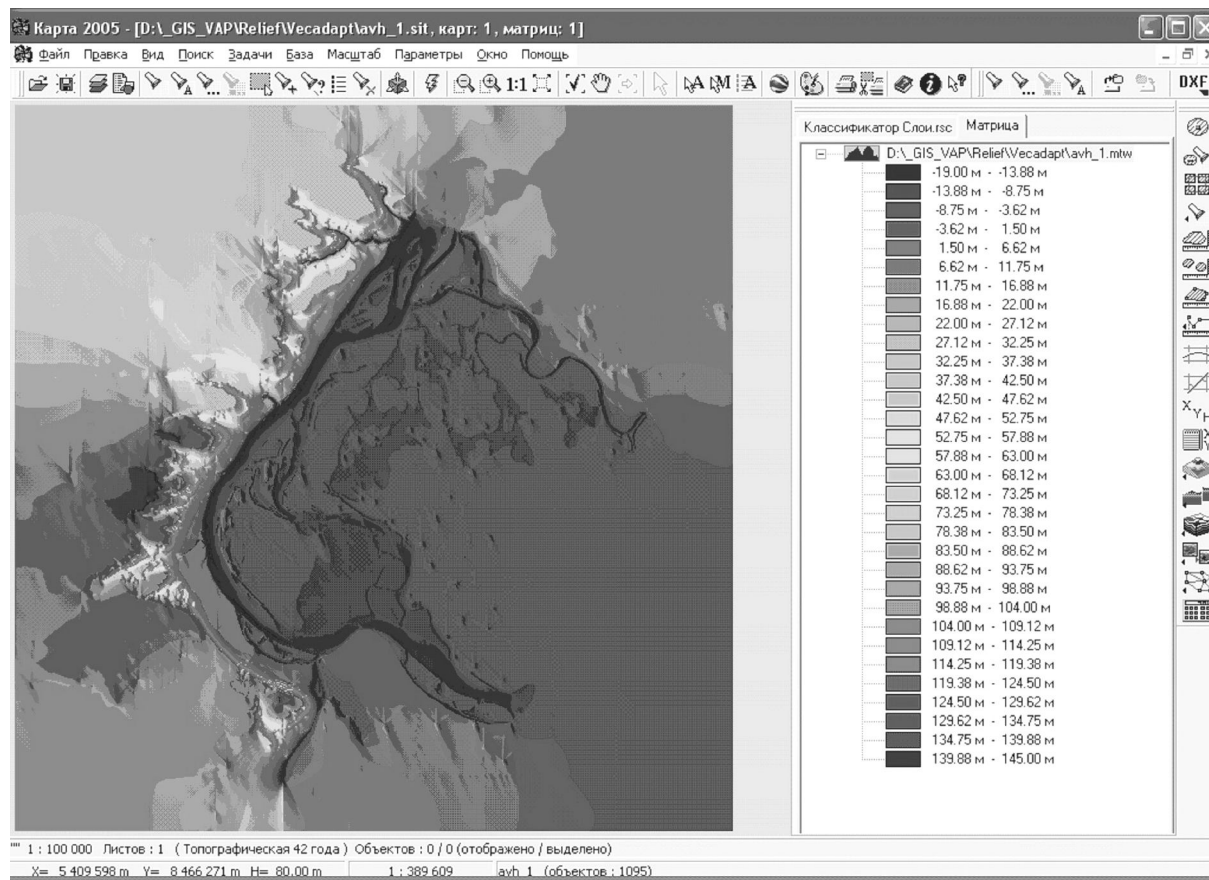 Карта 2005 - [D:\_GIS_VAP\Relief\Vecadapt\avh_1.sit, карт: 1, матриц: 1]
Файл Правка Вид Поиск Задачи База Масштаб Параметры Окно Помощь
1:1 A M A DXF
Классификатор Слои.rsc Матрица
D:\_GIS_VAP\Relief\Vecadapt\avh_1.mtw
-19.00 м - -13.88 м
-13.88 м - -8.75 м
-8.75 м - -3.62 м
-3.62 м - 1.50 м
1.50 м - 6.62 м
6.62 м - 11.75 м
11.75 м - 16.88 м
16.88 м - 22.00 м
22.00 м - 27.12 м
27.12 м - 32.25 м
32.25 м - 37.38 м
37.38 м - 42.50 м
42.50 м - 47.62 м
47.62 м - 52.75 м
52.75 м - 57.88 м
57.88 м - 63.00 м
63.00 м - 68.12 м
68.12 м - 73.25 м
73.25 м - 78.38 м
78.38 м - 83.50 м
83.50 м - 88.62 м
88.62 м - 93.75 м
93.75 м - 98.88 м
98.88 м - 104.00 м
104.00 м - 109.12 м
109.12 м - 114.25 м
114.25 м - 119.38 м
119.38 м - 124.50 м
124.50 м - 129.62 м
129.62 м - 134.75 м
134.75 м - 139.88 м
139.88 м - 145.00 м
1 : 100 000 Листов : 1 ( Топографическая 42 года ) Объектов : 0 / 0 (отображено / выделено)
X= 5 409 598 m Y= 8 466 271 m H= 80.00 m 1 : 389 609 avh_1 (объектов : 1095)